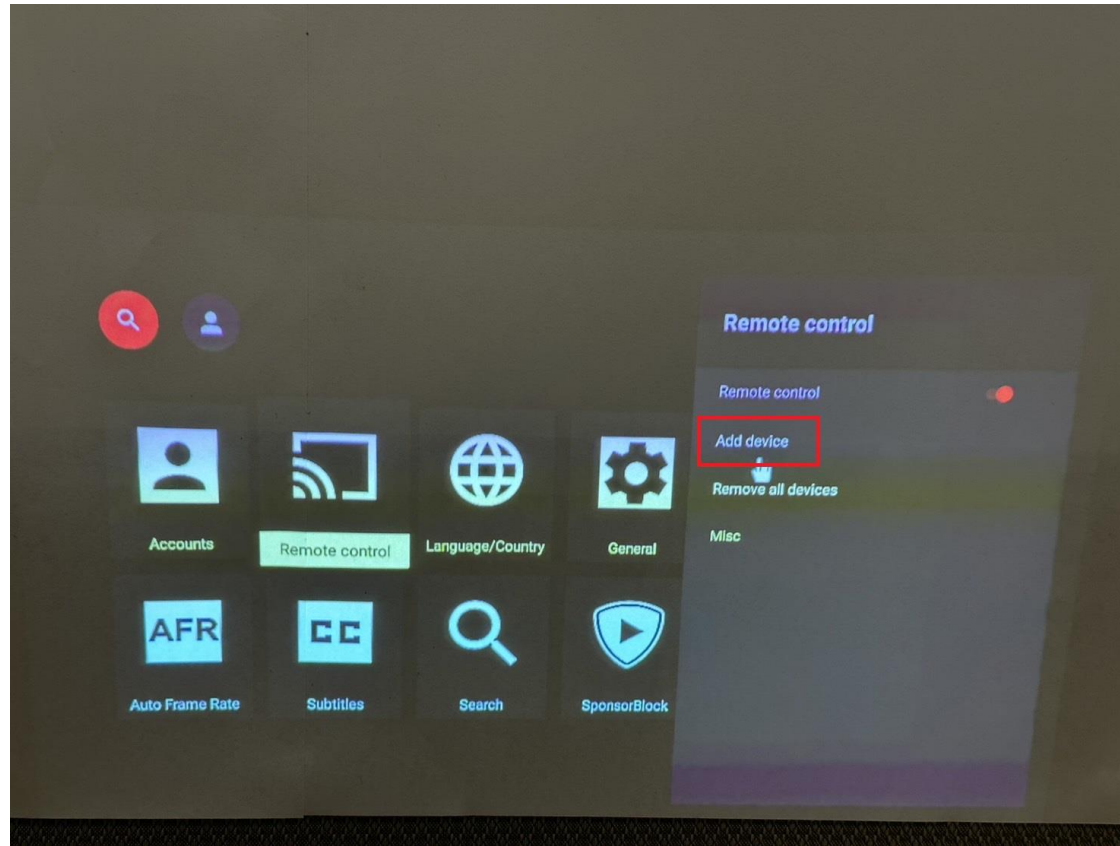 Remote control
Remote control
Add device
Remove all devices
Misc
Accounts
Remote control
Language/Country
General
AFR
CC
Auto Frame Rate
Subtitles
Search
SponsorBlock